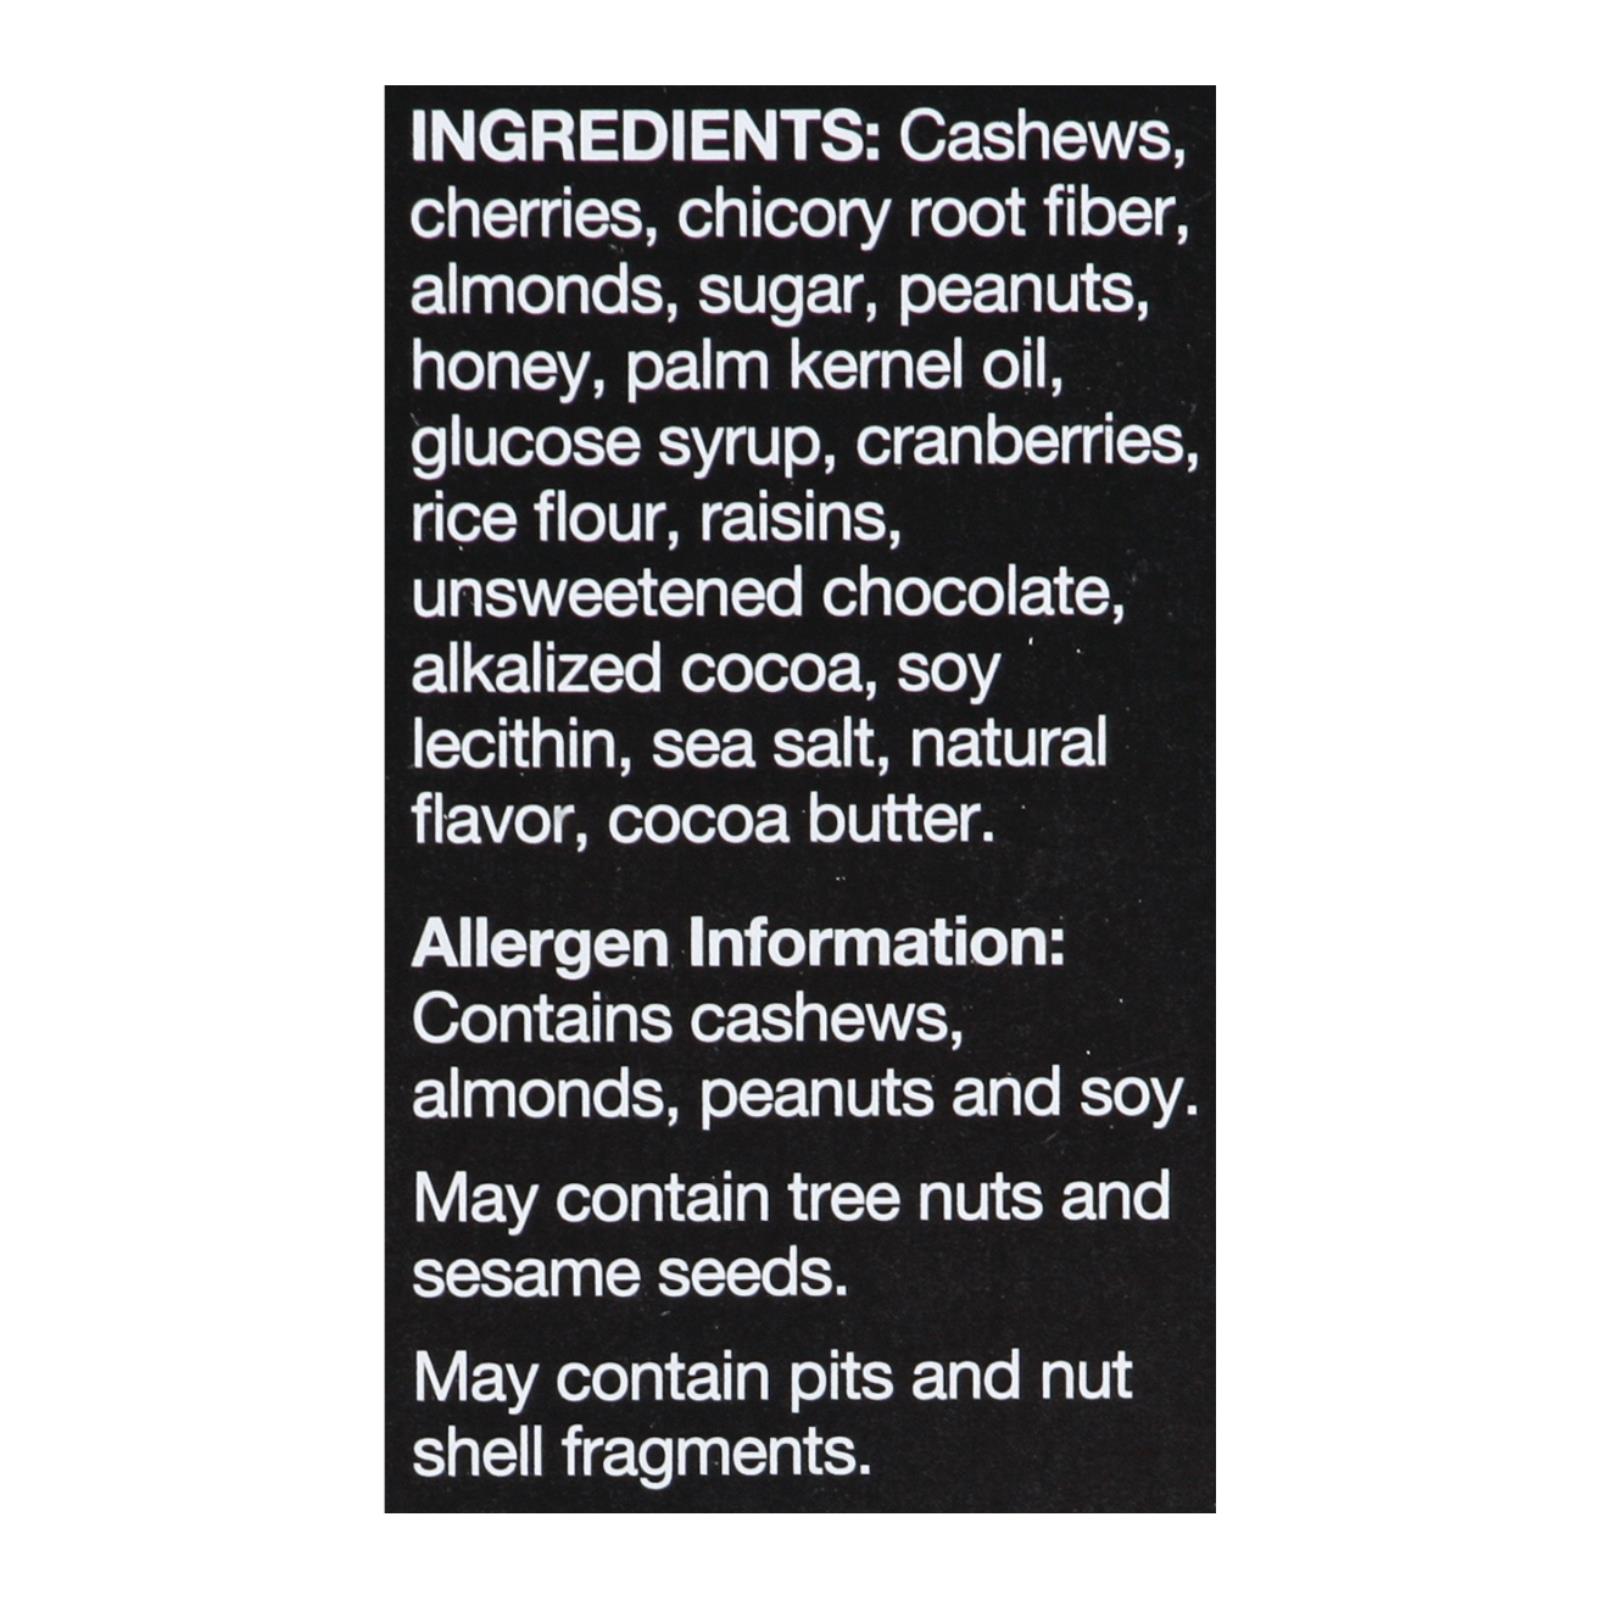 INGREDIENTS: Cashews,
cherries, chicory root fiber,
almonds, sugar, peanuts,
honey, palm kernel oil,
glucose syrup, cranberries,
rice flour, raisins,
unsweetened chocolate,
alkalized cocoa, soy
lecithin, sea salt, natural
flavor, cocoa butter.
Allergen Information:
Contains cashews,
almonds, peanuts and soy.
May contain tree nuts and
sesame seeds.
May contain pits and nut
shell fragments.